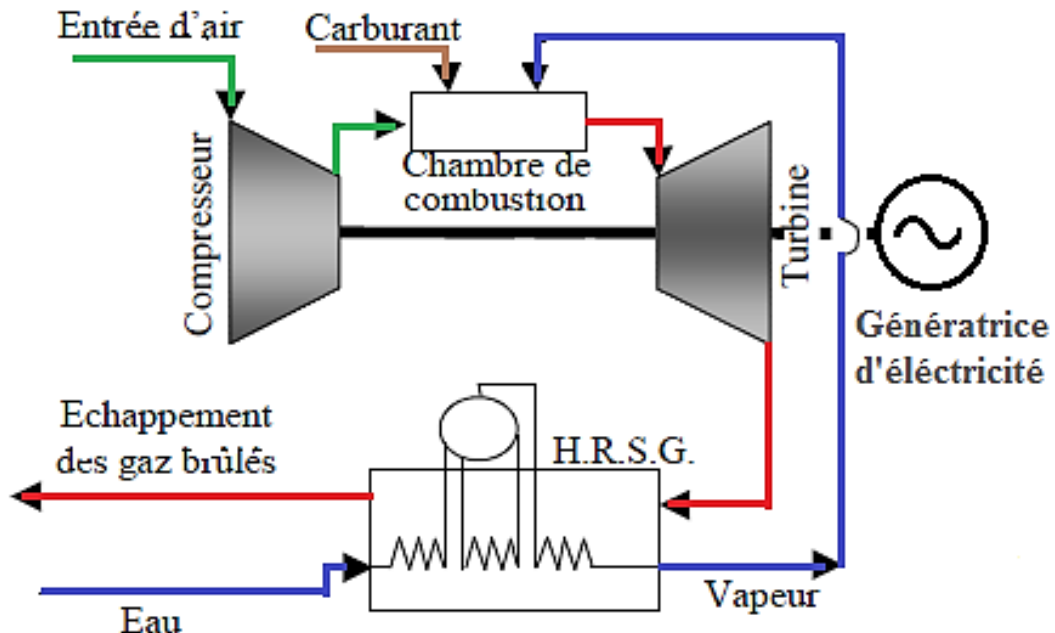 Entrée d'air
Carburant
Compresseur
Chambre de
combustion
Turbine
Génératrice
d'éléctricité
Echappement
des gaz brûlés
H.R.S.G.
Eau
Vapeur